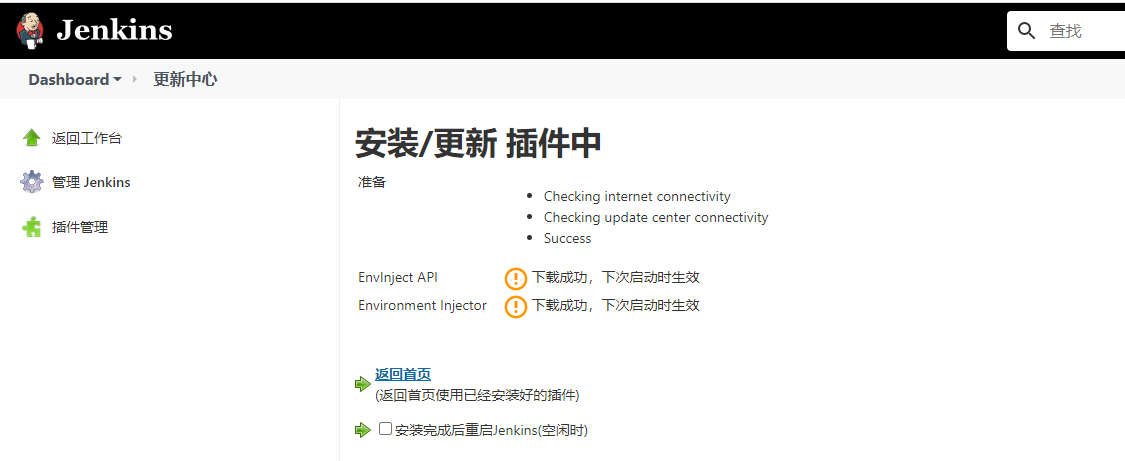 Jenkins
查找
Dashboard
更新中心
返回工作台
管理 Jenkins
插件管理
安装/更新 插件中
准备
Checking internet connectivity
Checking update center connectivity
Success
EnvInject API 下载成功，下次启动时生效
Environment Injector 下载成功，下次启动时生效
返回首页
(返回首页使用已经安装好的插件)
安装完成后重启Jenkins(空闲时)